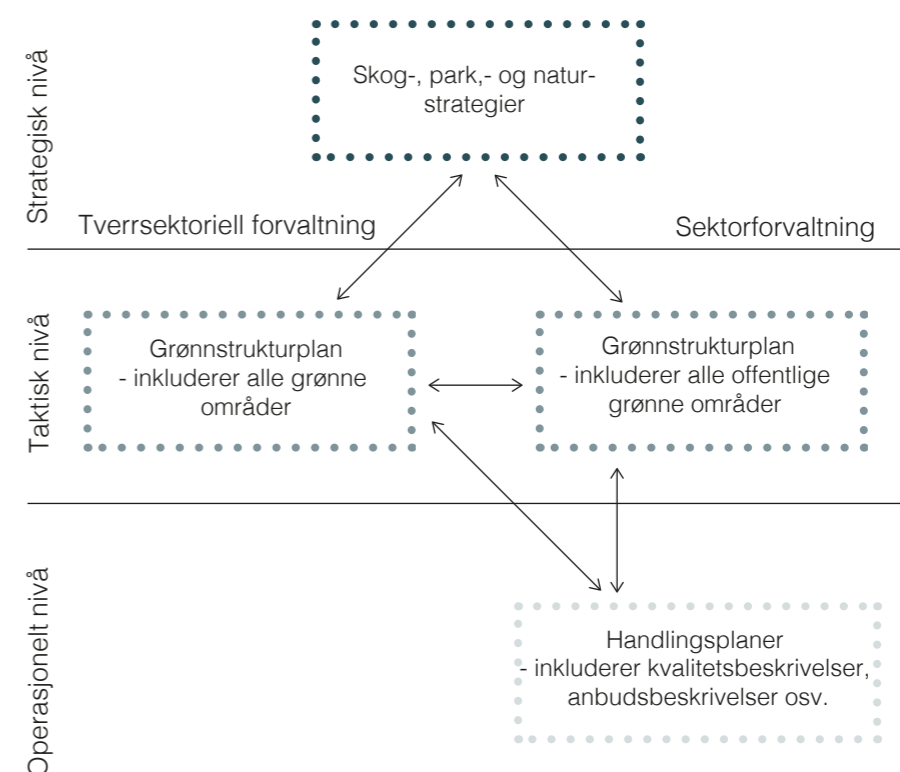 Strategisk nivå
Skog-, park,- og natur-
strategier
Tverrsektoriell forvaltning
Sektorforvaltning
Taktisk nivå
Grønnstrukturplan
- inkluderer alle grønne
områder
Grønnstrukturplan
- inkluderer alle offentlige
grønne områder
Operasjonelt nivå
Handlingsplaner
- inkluderer kvalitetsbeskrivelser,
anbudsbeskrivelser osv.